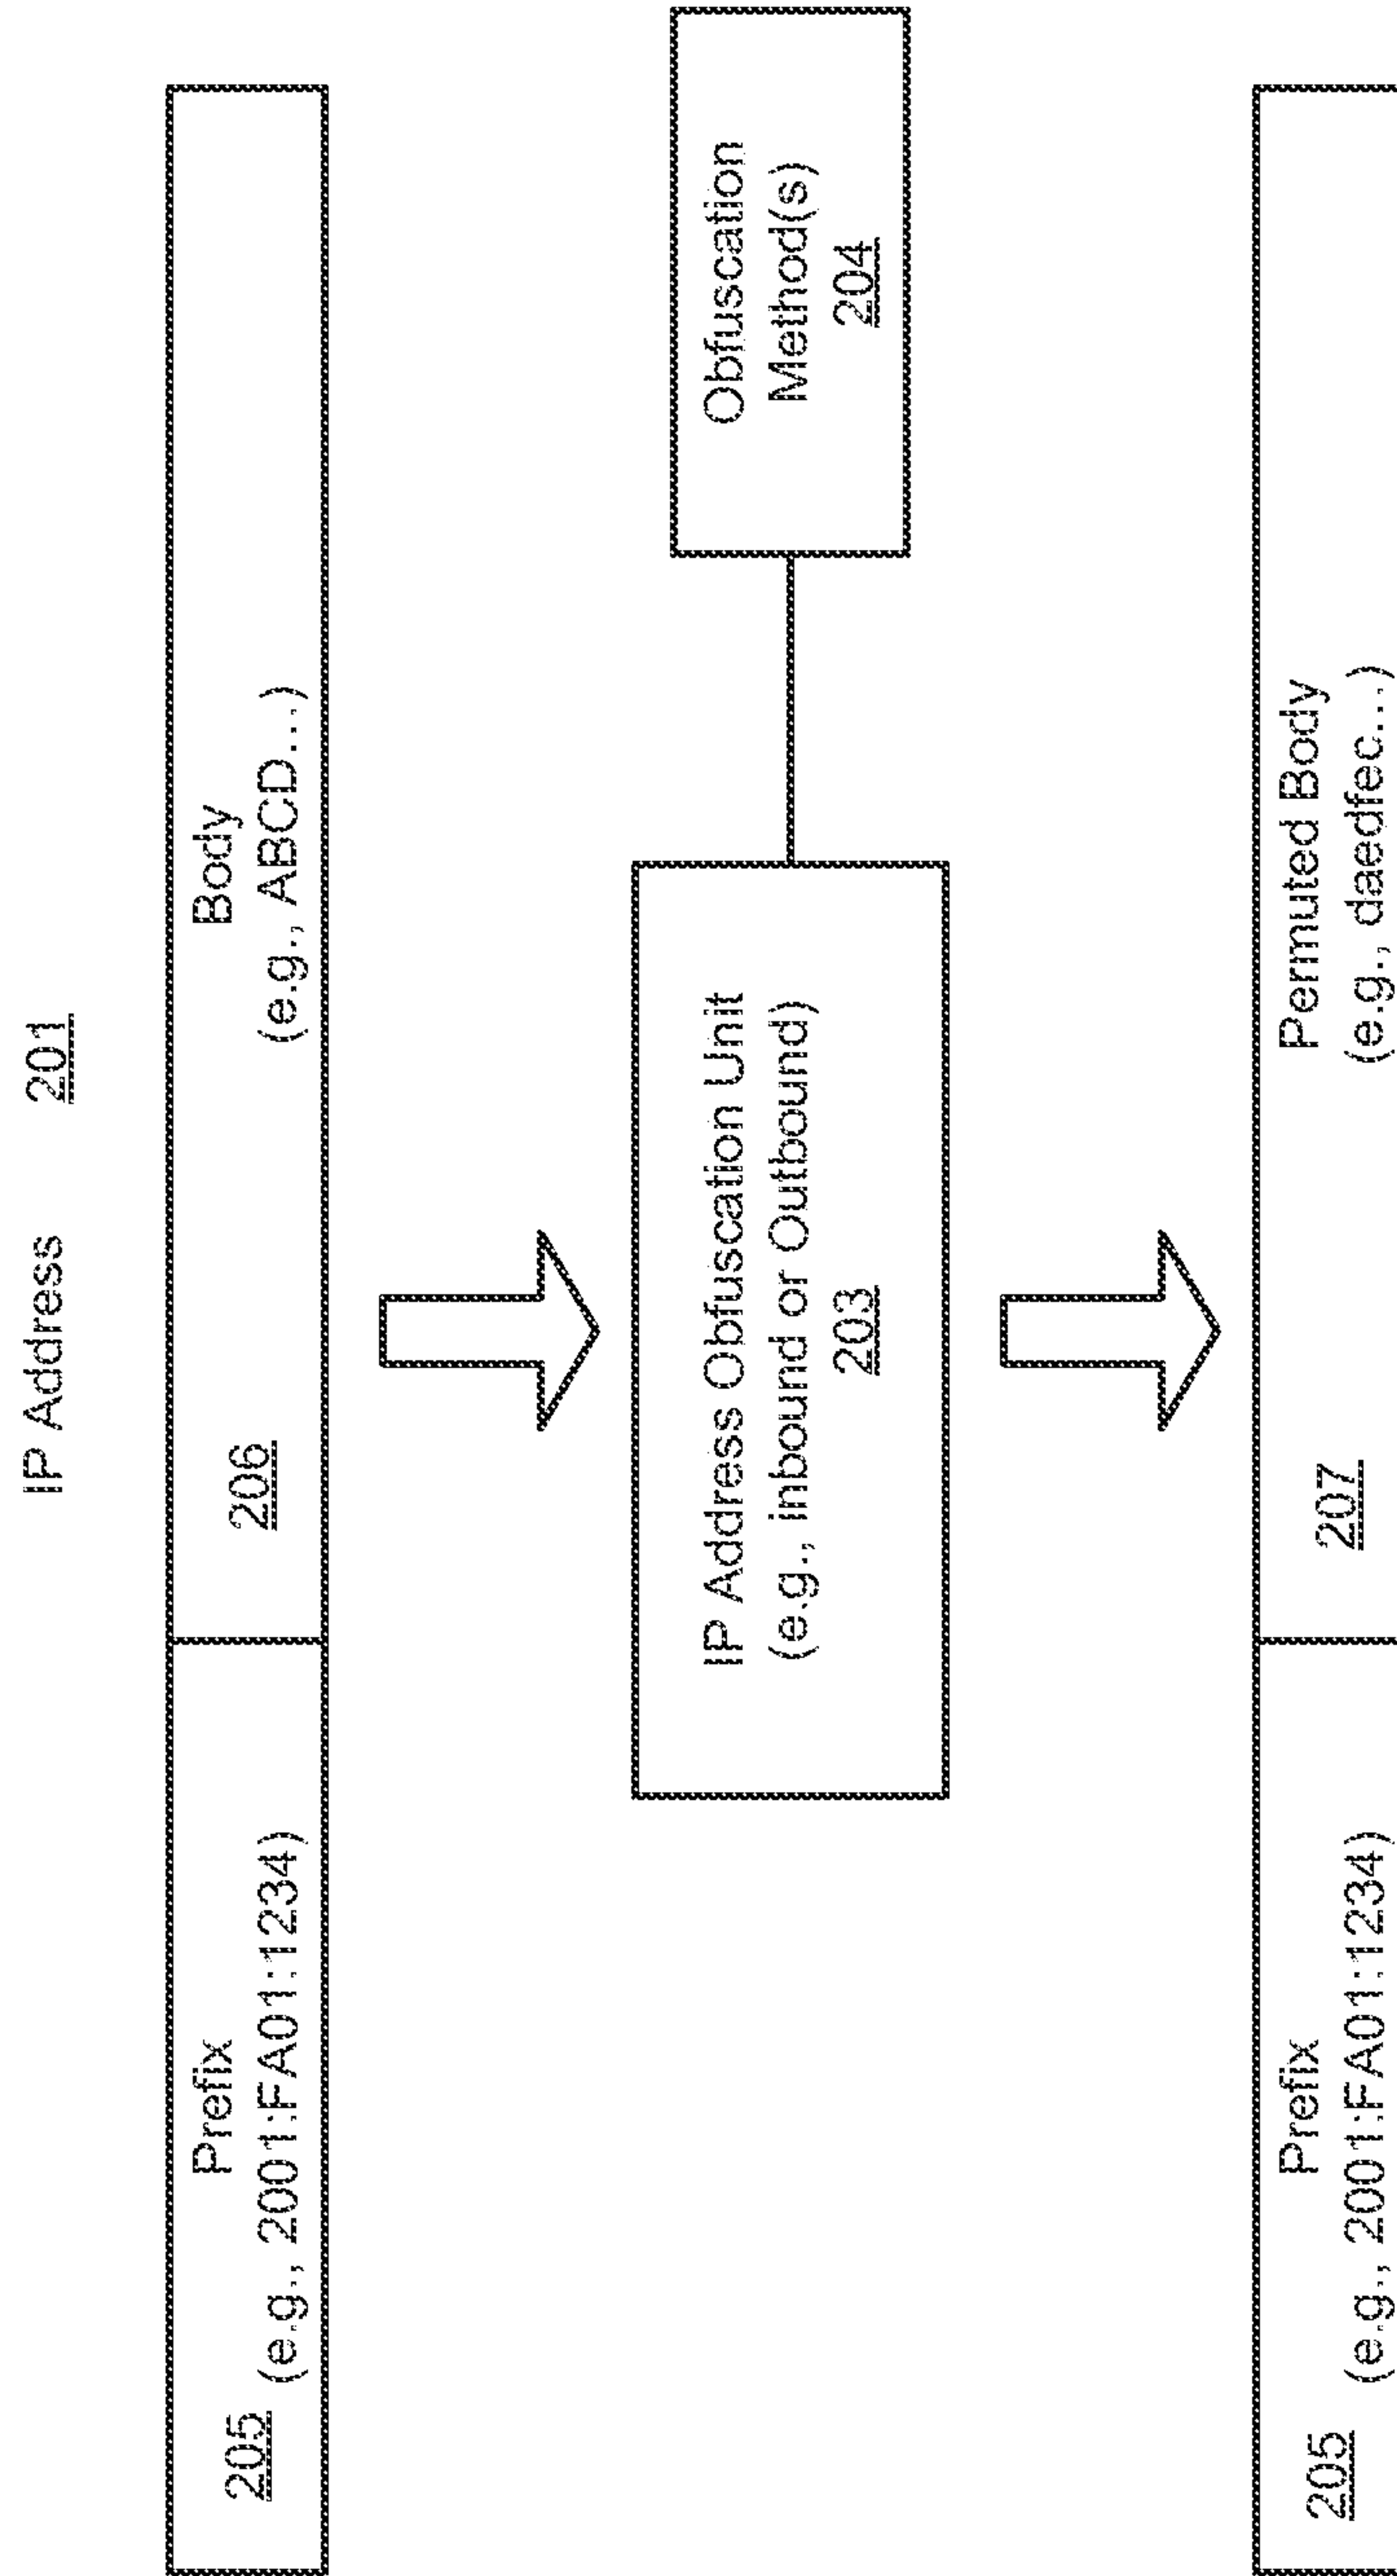 IP Address 201
Prefix
205 (e.g., 2001:FA01:1234)
Body
206 (e.g., ABCD...)
IP Address Obfuscation Unit
(e.g., inbound or Outbound)
203
Obfuscation
Method(s)
204
Prefix
205 (e.g., 2001:FA01:1234)
Permuted Body
207 (e.g., daedfec...)